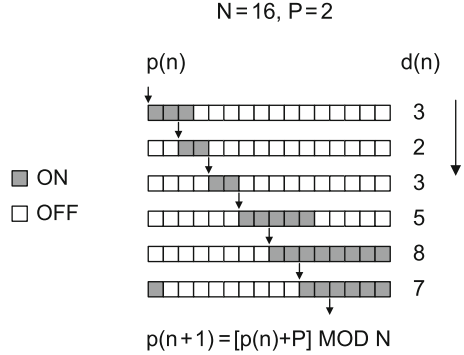 N=16, P=2
p(n) d(n)
3
2
3
5
8
7
ON
OFF
p(n+1)=[p(n)+P] MOD N